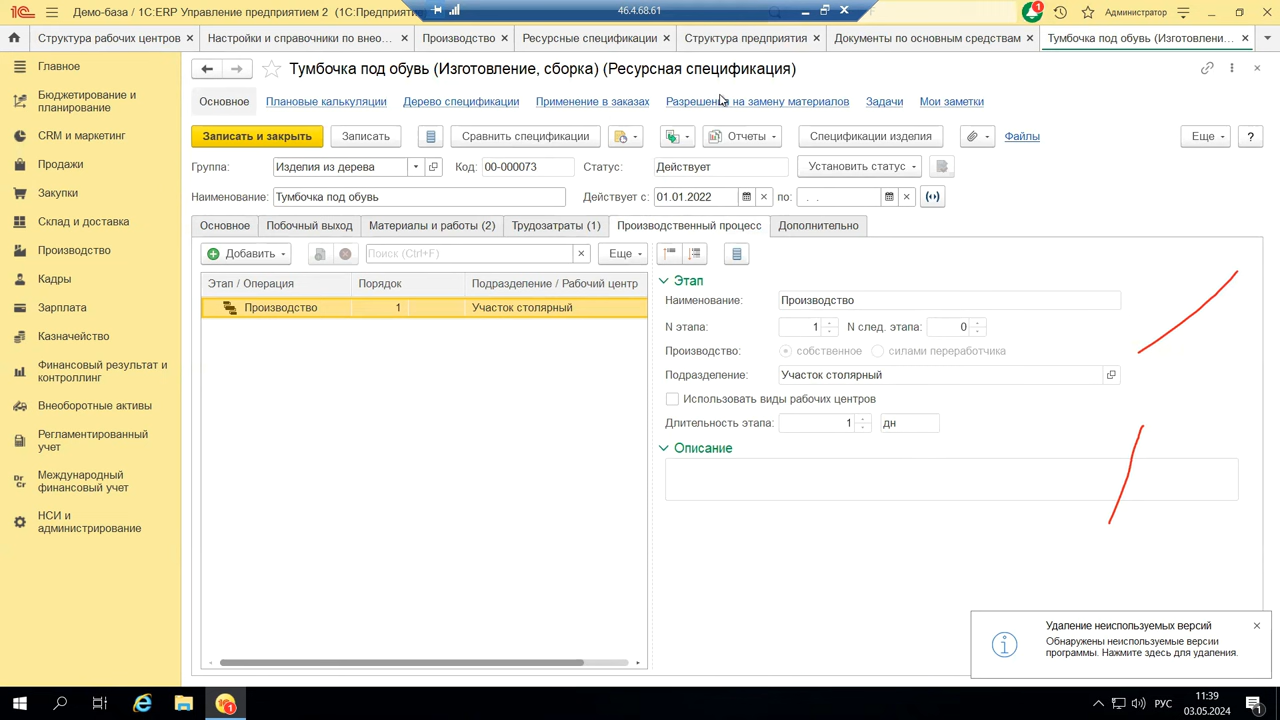 Демо-база / 1С:ERP Управление предприятием 2 (1С:Предприяти
46.4.68.61
1
Администратор
Структура рабочих центров
Настройки и справочники по внео...
Производство
Ресурсные спецификации
Структура предприятия
Документы по основным средствам
Тумбочка под обувь (Изготовлени...
Главное
Бюджетирование и планирование
CRM и маркетинг
Продажи
Закупки
Склад и доставка
Производство
Кадры
Зарплата
Казначейство
Финансовый результат и контроллинг
Внеоборотные активы
Регламентированный учет
Международный финансовый учет
НСИ и администрирование
Тумбочка под обувь (Изготовление, сборка) (Ресурсная спецификация)
Основное Плановые калькуляции Дерево спецификации Применение в заказах Разрешения на замену материалов Задачи Мои заметки
Записать и закрыть Записать Сравнить спецификации Отчеты Спецификации изделия Файлы Еще ?
Группа: Изделия из дерева Код: 00-000073 Статус: Действует Установить статус
Наименование: Тумбочка под обувь Действует с: 01.01.2022 по: . .
Основное Побочный выход Материалы и работы (2) Трудозатраты (1) Производственный процесс Дополнительно
Добавить Поиск (Ctrl+F) × Еще
Этап / Операция Порядок Подразделение / Рабочий центр
Производство 1 Участок столярный
Этап
Наименование: Производство
N этапа: 1 N след. этапа: 0
Производство: собственное силами переработчика
Подразделение: Участок столярный
Использовать виды рабочих центров
Длительность этапа: 1 дн
Описание
Удаление неиспользуемых версий
Обнаружены неиспользуемые версии
программы. Нажмите здесь для удаления.
РУС
11:39
03.05.2024
1